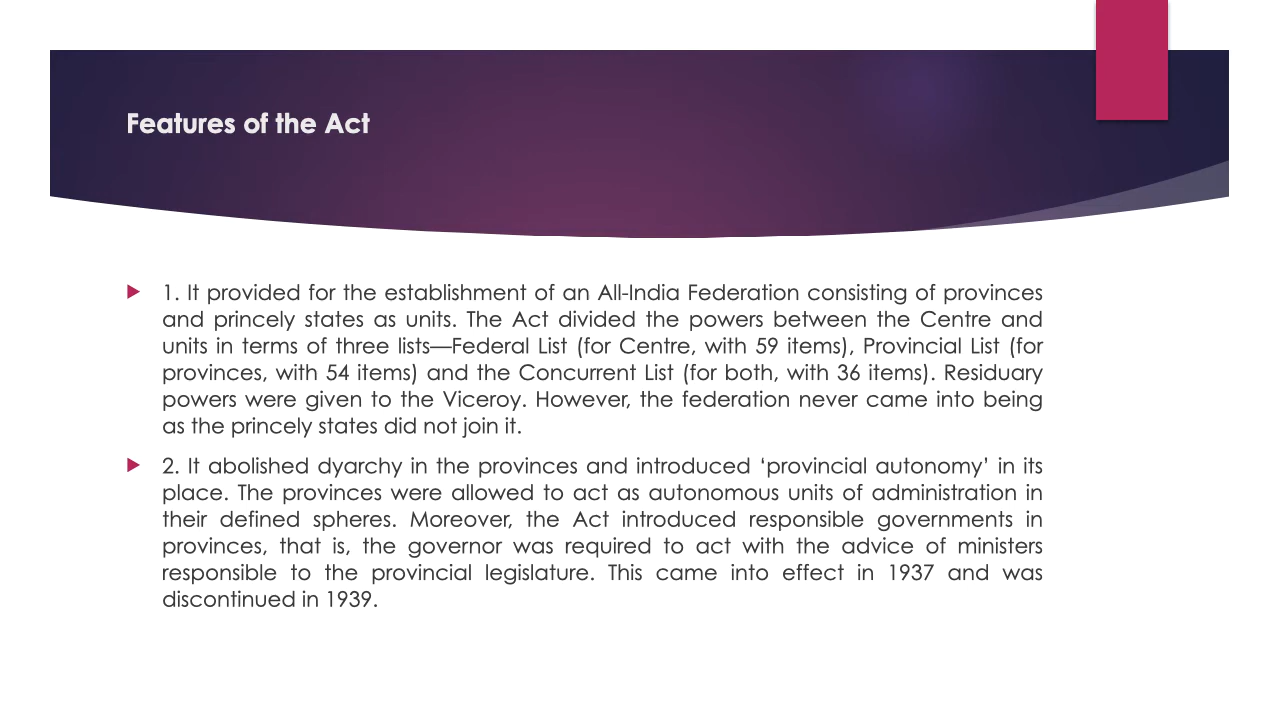 Features of the Act
1. It provided for the establishment of an All-India Federation consisting of provinces
and princely states as units. The Act divided the powers between the Centre and
units in terms of three lists—Federal List (for Centre, with 59 items), Provincial List (for
provinces, with 54 items) and the Concurrent List (for both, with 36 items). Residuary
powers were given to the Viceroy. However, the federation never came into being
as the princely states did not join it.
2. It abolished dyarchy in the provinces and introduced ‘provincial autonomy’ in its
place. The provinces were allowed to act as autonomous units of administration in
their defined spheres. Moreover, the Act introduced responsible governments in
provinces, that is, the governor was required to act with the advice of ministers
responsible to the provincial legislature. This came into effect in 1937 and was
discontinued in 1939.